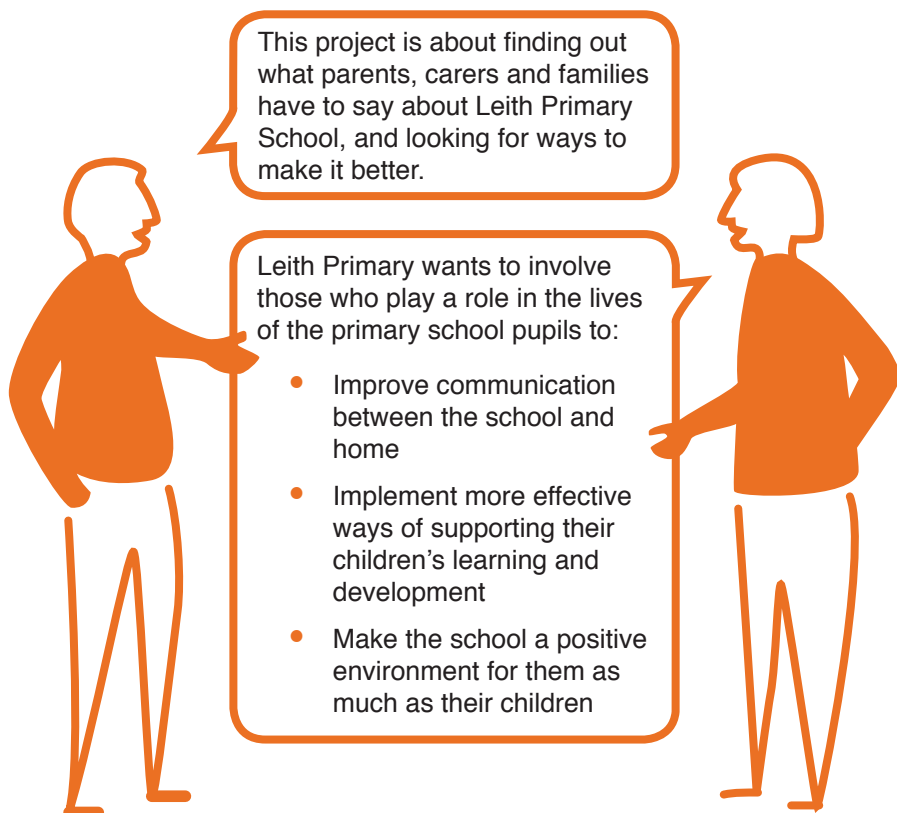 This project is about finding out
what parents, carers and families
have to say about Leith Primary
School, and looking for ways to
make it better.
Leith Primary wants to involve
those who play a role in the lives
of the primary school pupils to:
• Improve communication
between the school and
home
• Implement more effective
ways of supporting their
children’s learning and
development
• Make the school a positive
environment for them as
much as their children